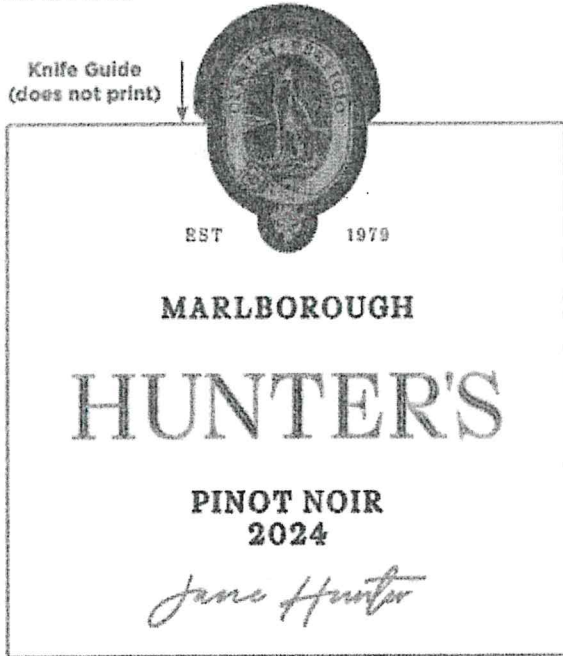 Knife Guide
(does not print)
EST 1979
MARLBOROUGH
HUNTER'S
PINOT NOIR
2024
Jane Hunter